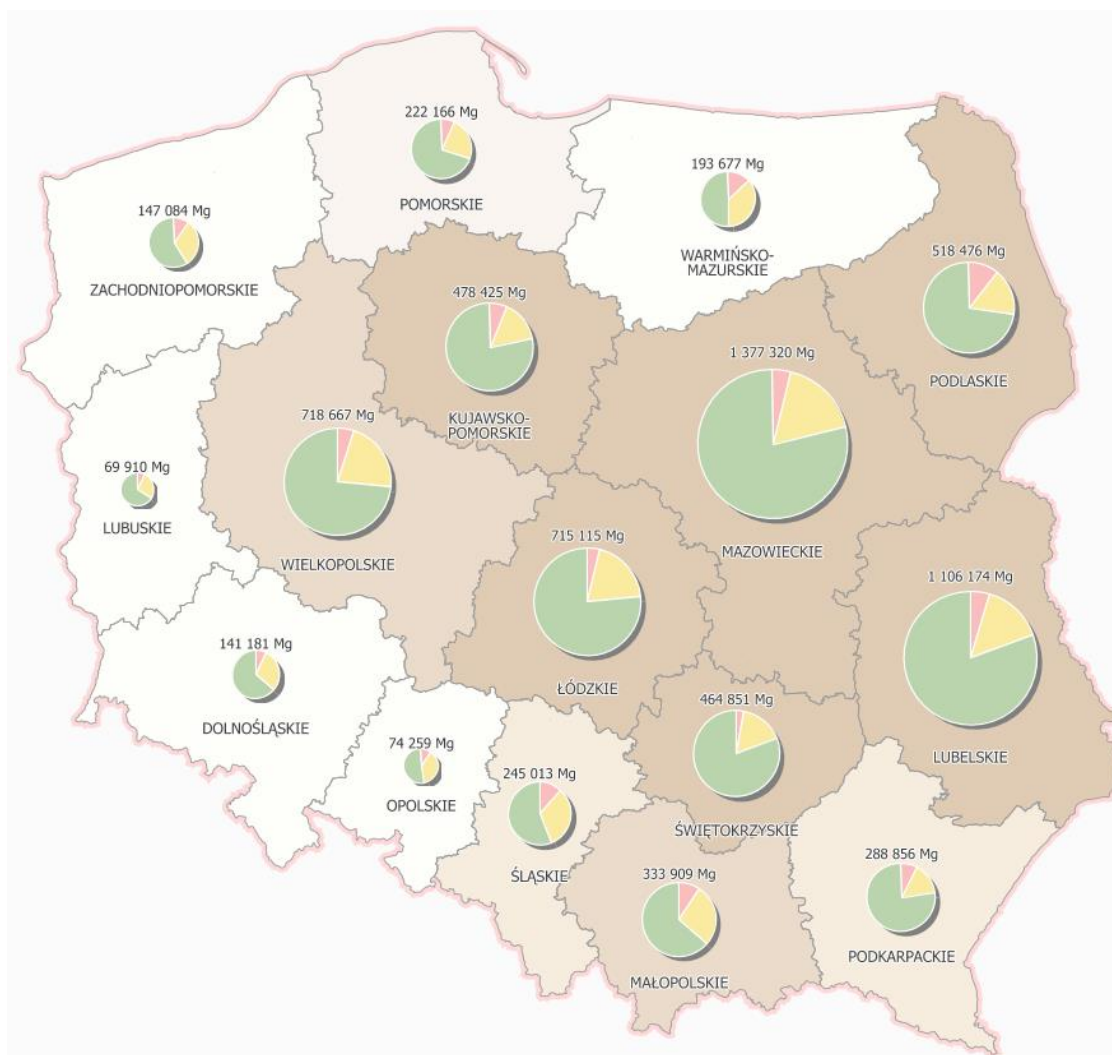 222 166 Mg
POMORSKIE
193 677 Mg
WARMIŃSKO-
MAZURSKIE
147 084 Mg
ZACHODNIOPOMORSKIE
518 476 Mg
PODLASKIE
478 425 Mg
KUJAWSKO-
POMORSKIE
1 377 320 Mg
MAZOWIECKIE
718 667 Mg
WIELKOPOLSKIE
69 910 Mg
LUBUSKIE
715 115 Mg
ŁÓDZKIE
1 106 174 Mg
LUBELSKIE
141 181 Mg
DOLNOŚLĄSKIE
464 851 Mg
ŚWIĘTOKRZYSKIE
74 259 Mg
OPOLSKIE
245 013 Mg
ŚLĄSKIE
333 909 Mg
MAŁOPOLSKIE
288 856 Mg
PODKARPACKIE